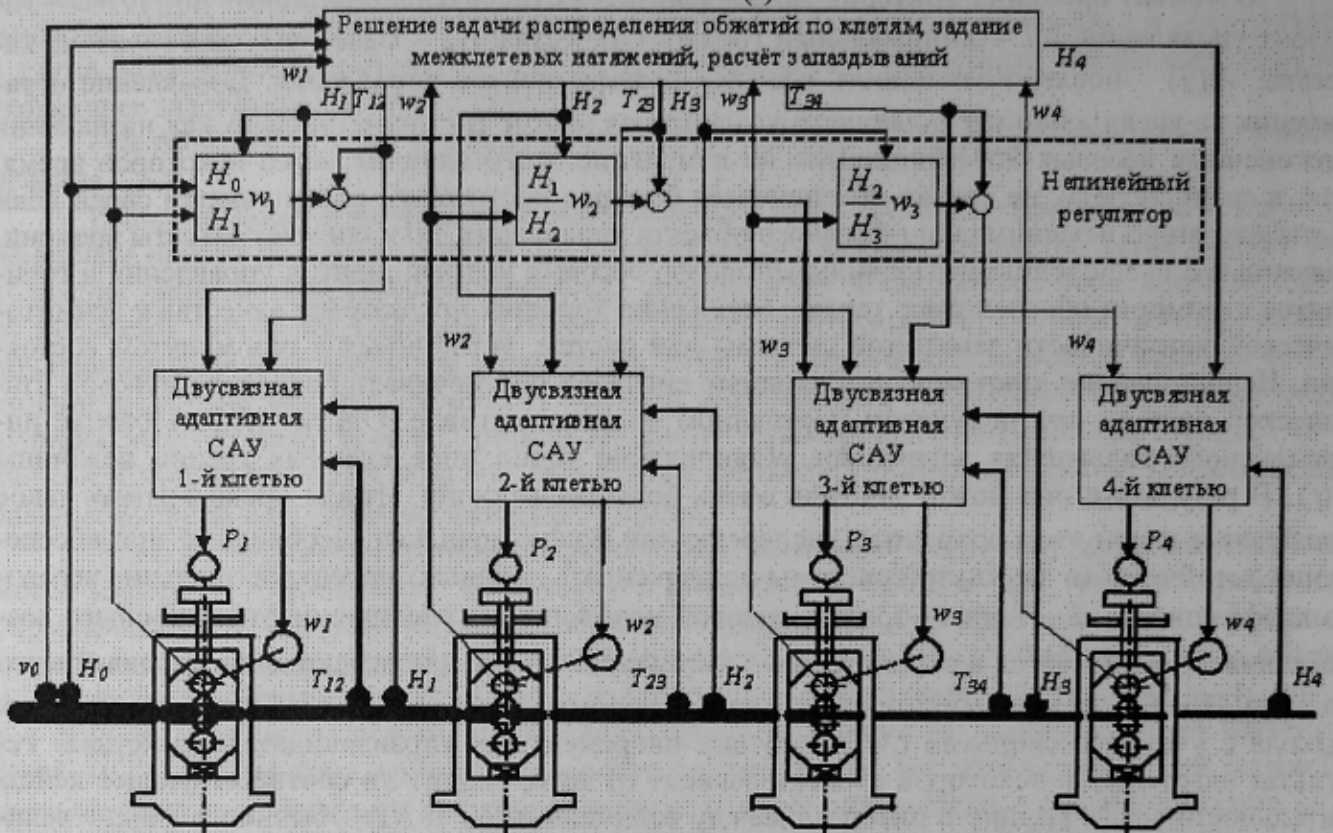 Решение задачи распределения обжатий по клетям, задание
межклетевых натяжений, расчёт запаздываний
w1
H4
H1 T12 w2 H2 T23 H3 w3 T34 w4
H0
H1
w1
H1
H2
w2
H2
H3
w3
Нелинейный
регулятор
w2 w3 w4
Двусвязная
адаптивная
САУ
1-й клетью
Двусвязная
адаптивная
САУ
2-й клетью
Двусвязная
адаптивная
САУ
3-й клетью
Двусвязная
адаптивная
САУ
4-й клетью
P1 P2 P3 P4
w1 w2 w3 w4
v0 H0 T12 H1 T23 H2 T34 H3 H4